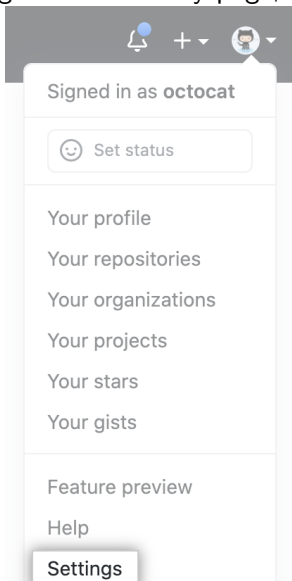 Signed in as octocat
Set status
Your profile
Your repositories
Your organizations
Your projects
Your stars
Your gists
Feature preview
Help
Settings